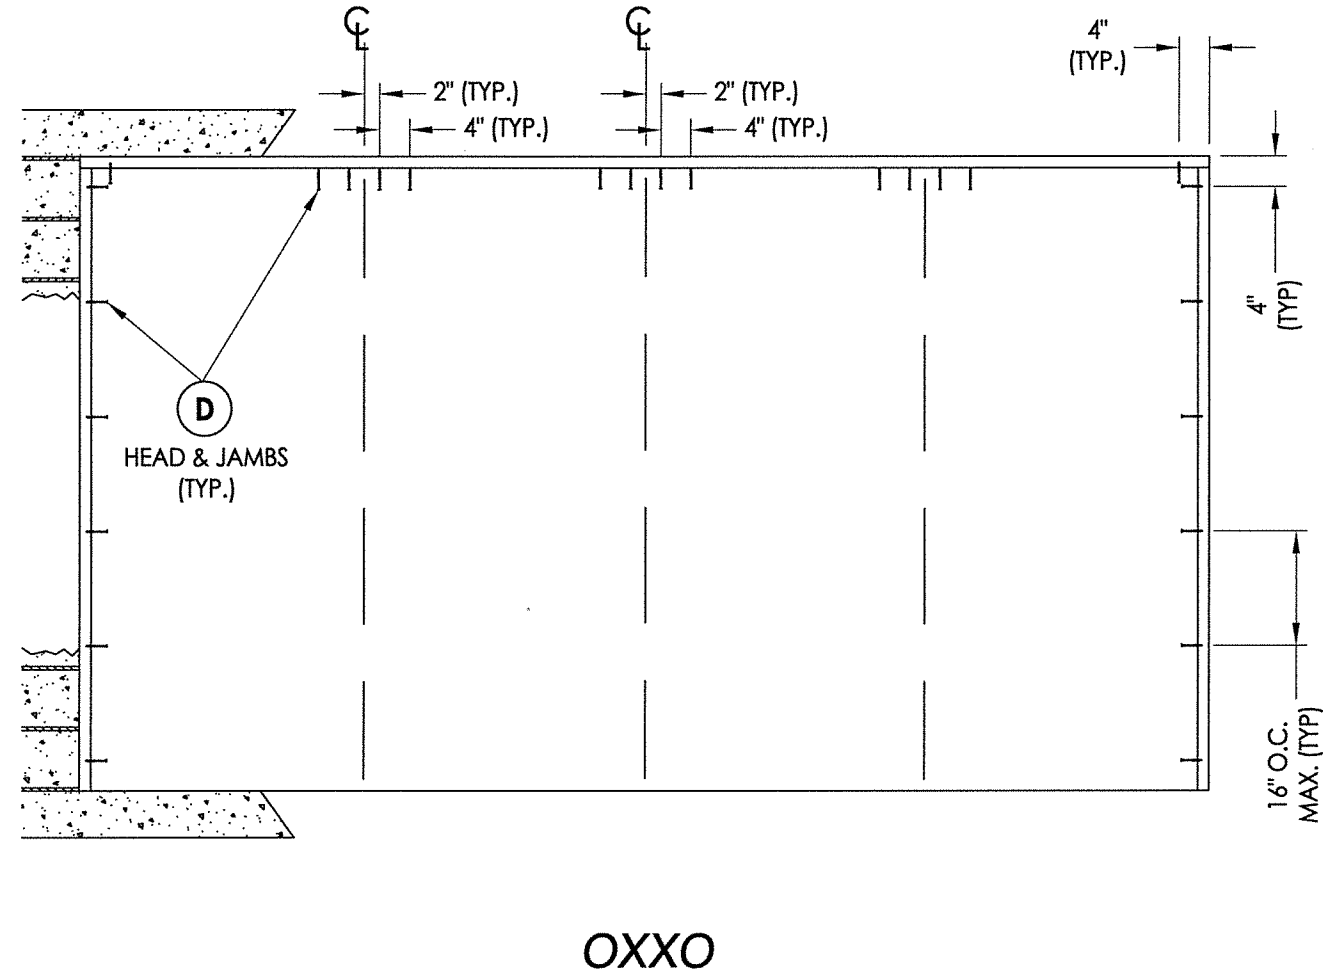 ℄
℄
4"
(TYP.)
2" (TYP.)
2" (TYP.)
4" (TYP.)
4" (TYP.)
4"
(TYP)
D
HEAD & JAMBS
(TYP.)
16" O.C.
MAX. (TYP)
OXXO